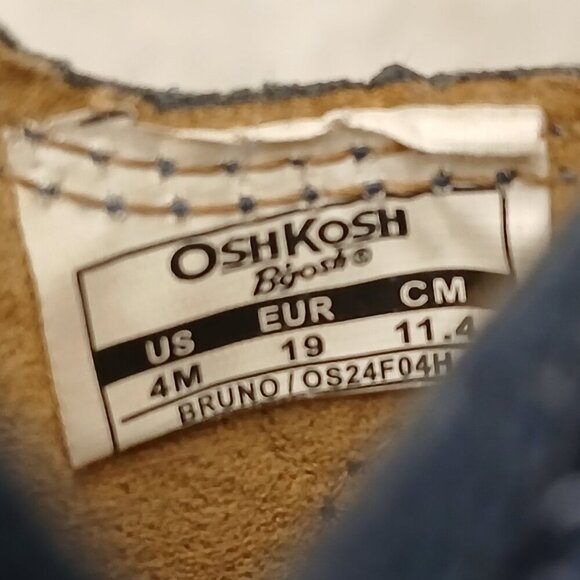 OSHKOSH
B'gosh®
US EUR CM
4M 19 11.4
BRUNO / OS24F04H